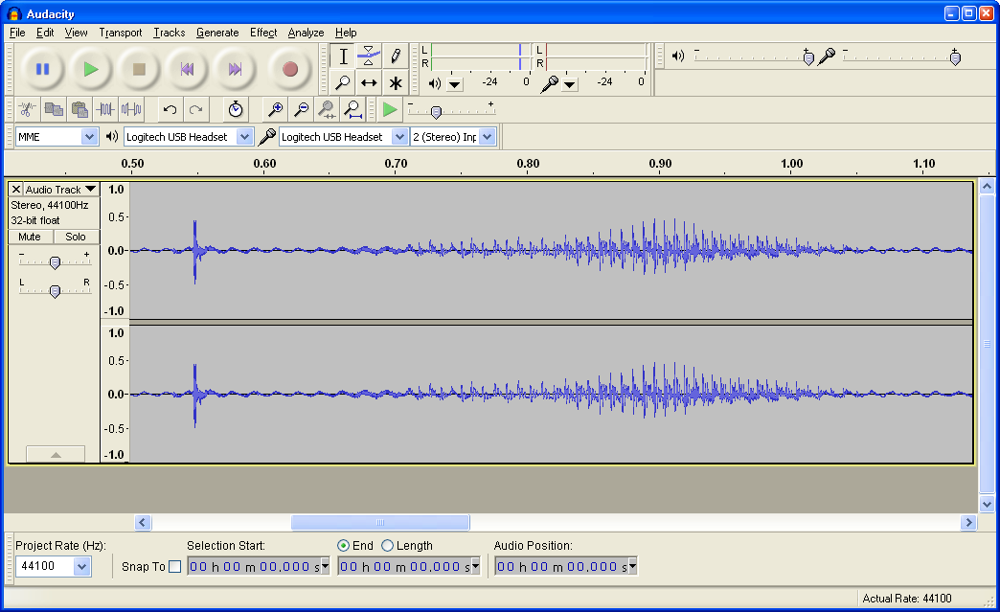 Audacity
File Edit View Transport Tracks Generate Effect Analyze Help
L
R
-24 0
L
R
-24 0
- +
- +
- +
MME Logitech USB Headset Logitech USB Headset 2 (Stereo) Inp
0.50 0.60 0.70 0.80 0.90 1.00 1.10
Audio Track
Stereo, 44100Hz
32-bit float
Mute Solo
- +
L R
1.0
0.5-
0.0-
-0.5-
-1.0
1.0
0.5-
0.0-
-0.5-
-1.0
Project Rate (Hz): Selection Start: End Length Audio Position:
44100 Snap To 00 h 00 m 00.000 s 00 h 00 m 00.000 s 00 h 00 m 00.000 s
Actual Rate: 44100